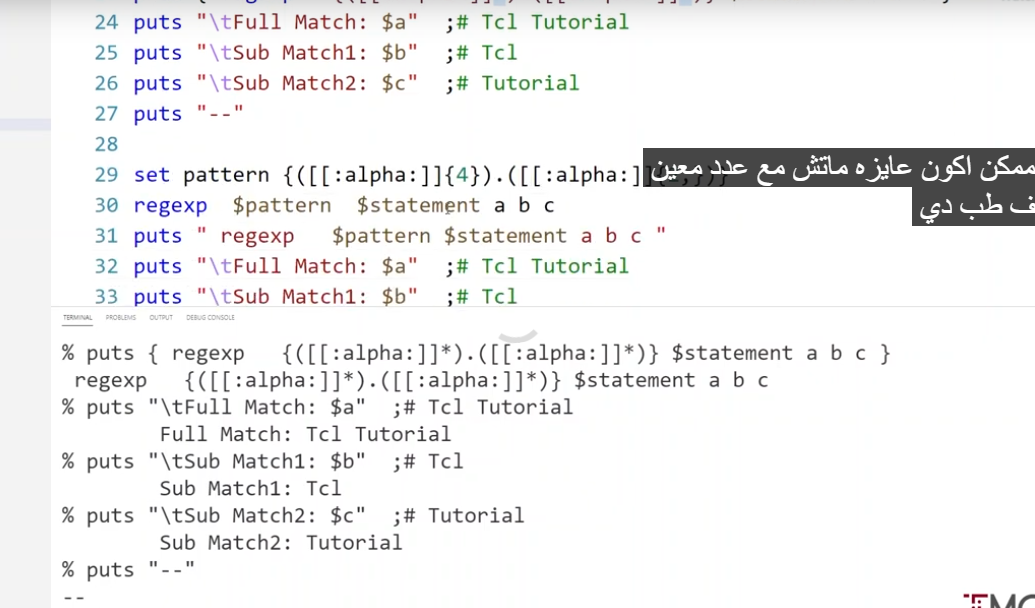 24 puts "\tFull Match: $a" ;# Tcl Tutorial
25 puts "\tSub Match1: $b" ;# Tcl
26 puts "\tSub Match2: $c" ;# Tutorial
27 puts "--"
28
29 set pattern {([[:alpha:]]{4}).([[:alpha:]
ممكن اكون عايزه ماتش مع عدد معين
ف طب دي
30 regexp $pattern $statement a b c
31 puts " regexp $pattern $statement a b c "
32 puts "\tFull Match: $a" ;# Tcl Tutorial
33 puts "\tSub Match1: $b" ;# Tcl
TERMINAL PROBLEMS OUTPUT DEBUG CONSOLE
% puts { regexp {([[:alpha:]]*).([[:alpha:]]*)} $statement a b c }
regexp {([[:alpha:]]*).([[:alpha:]]*)} $statement a b c
% puts "\tFull Match: $a" ;# Tcl Tutorial
Full Match: Tcl Tutorial
% puts "\tSub Match1: $b" ;# Tcl
Sub Match1: Tcl
% puts "\tSub Match2: $c" ;# Tutorial
Sub Match2: Tutorial
% puts "--"
--